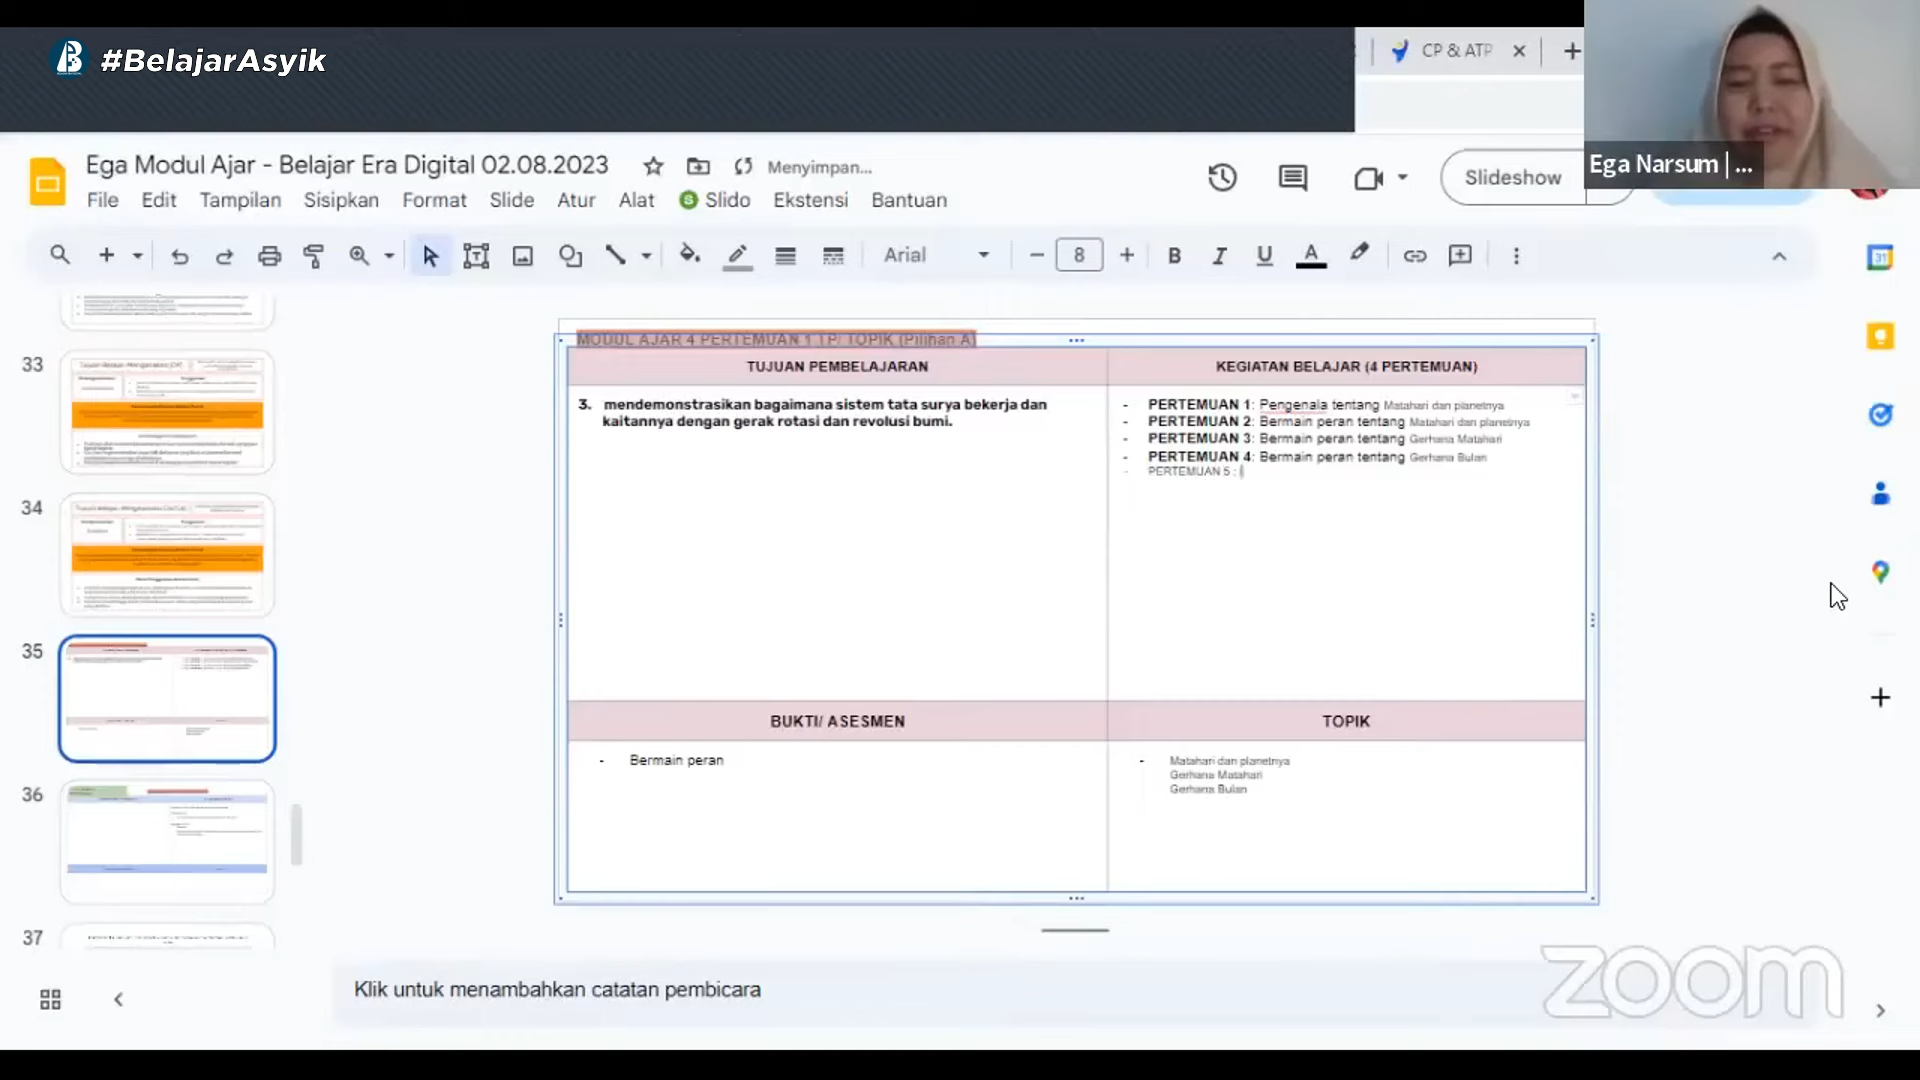 #BelajarAsyik
CP & ATP
Ega Narsum | ...
Ega Modul Ajar - Belajar Era Digital 02.08.2023
Menyimpan...
File Edit Tampilan Sisipkan Format Slide Atur Alat Slido Ekstensi Bantuan
Slideshow
Arial
8
31
MODUL AJAR 4 PERTEMUAN 1 TP/ TOPIK (Pilihan A)
TUJUAN PEMBELAJARAN
KEGIATAN BELAJAR (4 PERTEMUAN)
3. mendemonstrasikan bagaimana sistem tata surya bekerja dan
kaitannya dengan gerak rotasi dan revolusi bumi.
- PERTEMUAN 1: Pengenala tentang Matahari dan planetnya
- PERTEMUAN 2: Bermain peran tentang Matahari dan planetnya
- PERTEMUAN 3: Bermain peran tentang Gerhana Matahari
- PERTEMUAN 4: Bermain peran tentang Gerhana Bulan
- PERTEMUAN 5 :
BUKTI/ ASESMEN
TOPIK
- Bermain peran
- Matahari dan planetnya
Gerhana Matahari
Gerhana Bulan
33
34
35
36
37
Klik untuk menambahkan catatan pembicara
zoom